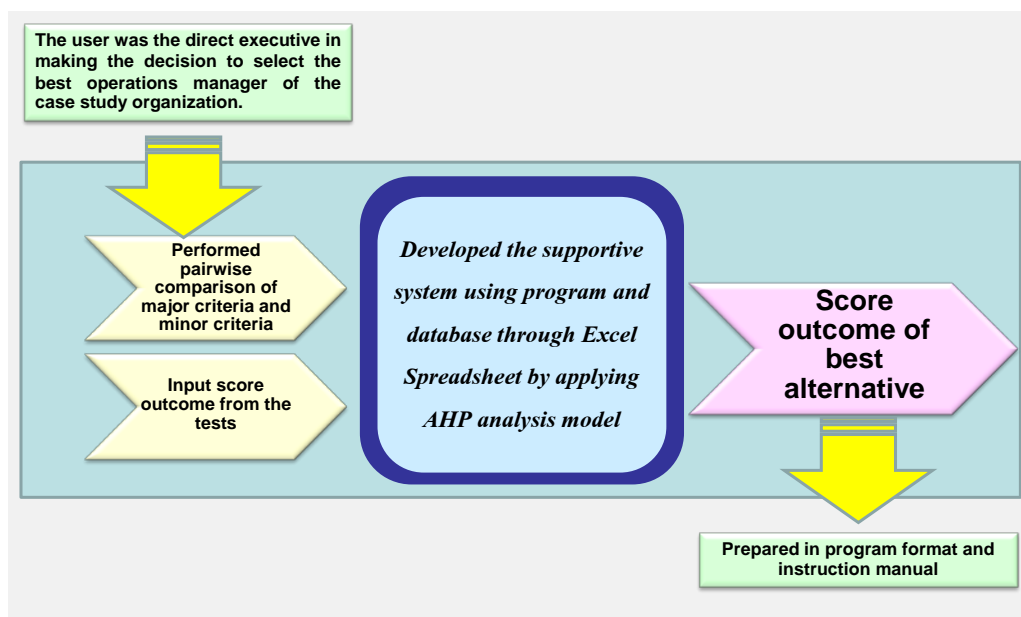 The user was the direct executive in
making the decision to select the
best operations manager of the
case study organization.
Performed
pairwise
comparison of
major criteria and
minor criteria
Input score
outcome from the
tests
Developed the supportive
system using program and
database through Excel
Spreadsheet by applying
AHP analysis model
Score
outcome of
best
alternative
Prepared in program format and
instruction manual